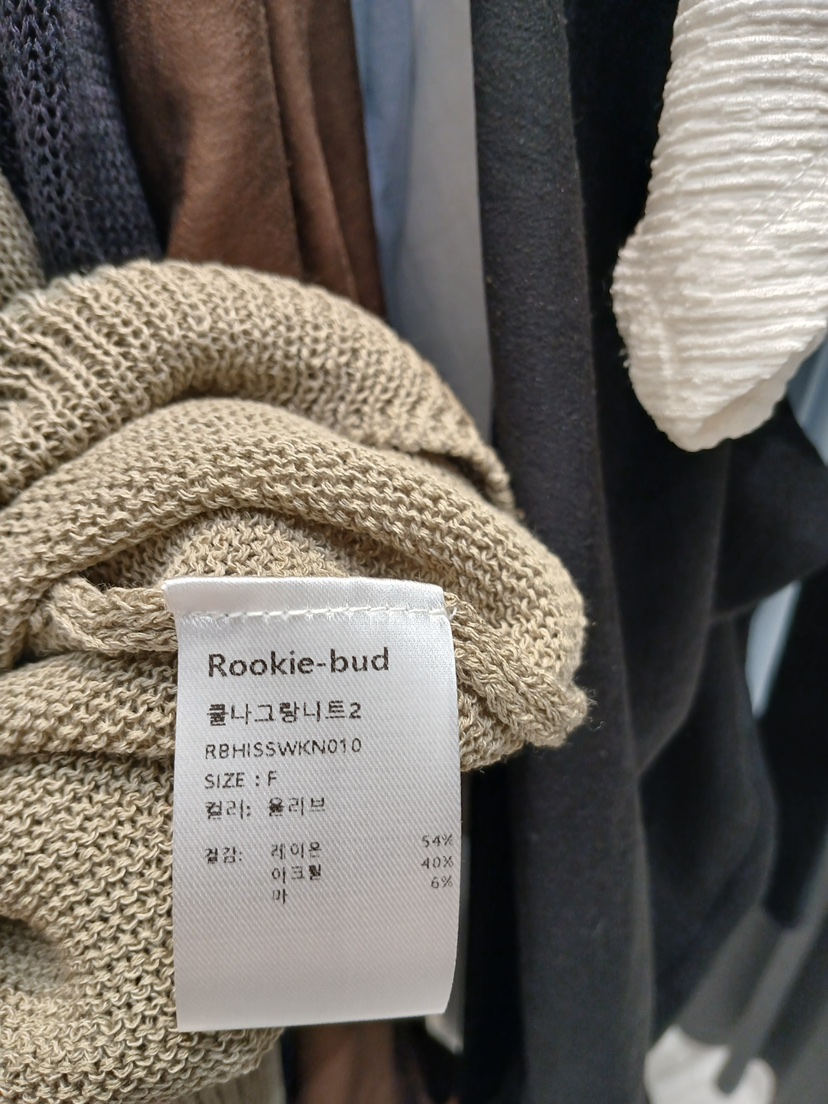 Rookie-bud
쿨나그랑니트2
RBHISSWKN010
SIZE : F
컬러: 올리브
겉감: 레이온 54%
아크릴 40%
마 6%